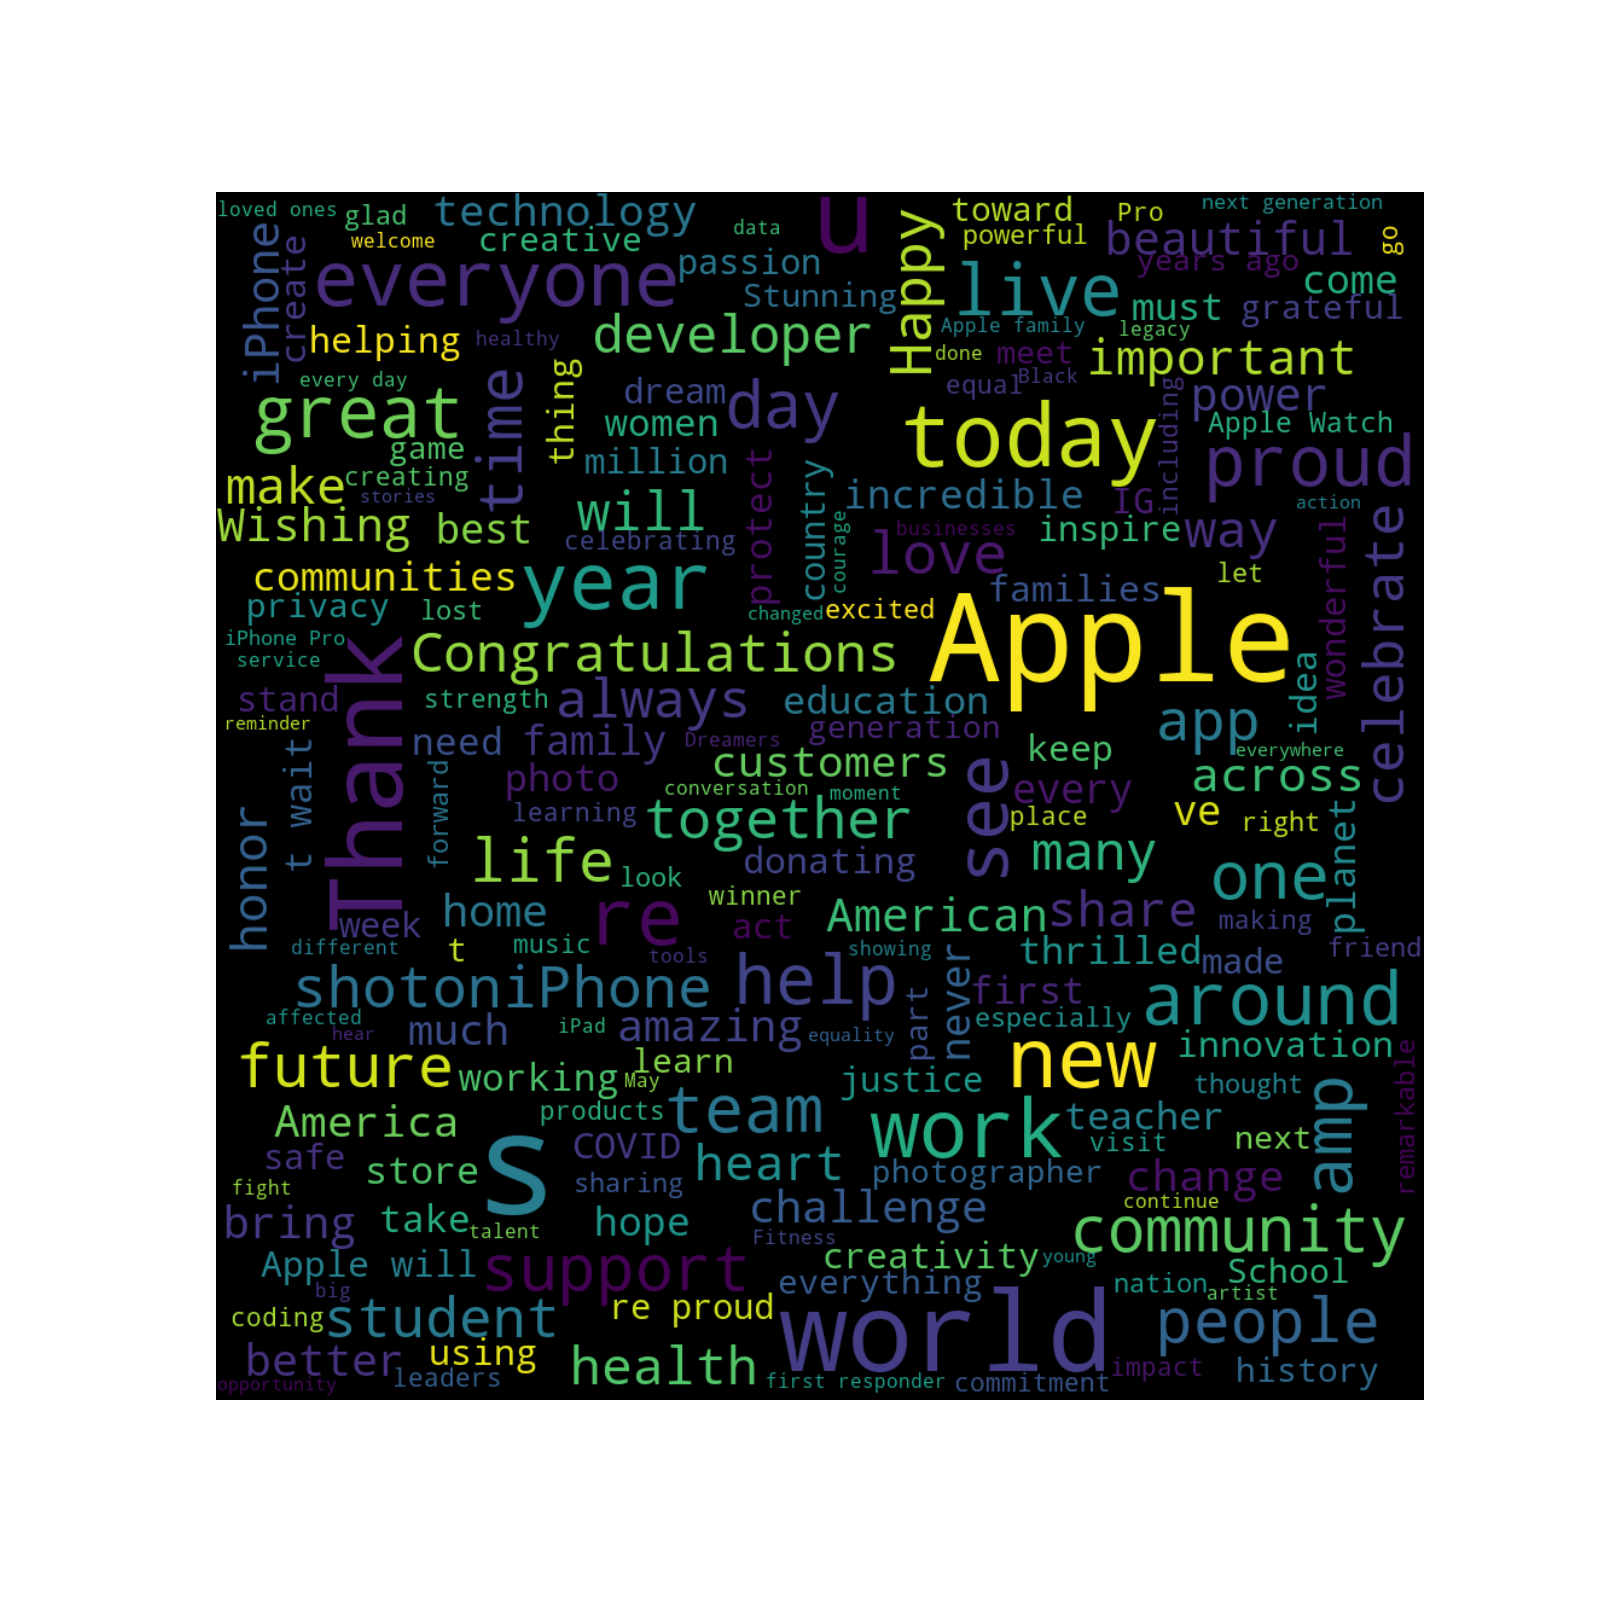 loved ones
glad
technology
u
toward
Pro
next generation
welcome
creative
data
powerful
beautiful
go
iPhone
create
everyone
passion
Happy
live
years ago
come
Stunning
must
grateful
helping
healthy
developer
Apple family
legacy
done
meet
important
every day
great
time
thing
dream
day
equal
Black
including
power
women
today
Apple Watch
game
million
proud
make
creating
stories
protect
country
incredible
IG
action
Wishing
best
will
celebrating
courage
businesses
love
inspire
way
wonderful
celebrate
communities
year
families
let
privacy
lost
changed
excited
Apple
iPhone Pro
service
Thank
Congratulations
idea
stand
strength
always
education
reminder
generation
app
need
family
Dreamers
keep
everywhere
t wait
forward
customers
see
across
photo
conversation
moment
every
honor
learning
together
place
ve
right
planet
life
look
donating
many
one
winner
week
home
re
act
American
share
making
different
t
music
tools
showing
never
thrilled
made
friend
shotoniPhone
help
part
first
around
affected
hear
much
iPad
amazing
equality
especially
future
working
learn
May
new
innovation
remarkable
justice
thought
amp
America
products
team
work
teacher
s
COVID
visit
next
safe
store
heart
photographer
change
fight
sharing
continue
bring
take
talent
hope
challenge
Fitness
community
Apple will
support
creativity
young
big
everything
nation
School
artist
coding
student
re proud
world
people
better
using
health
impact
history
opportunity
leaders
first responder
commitment